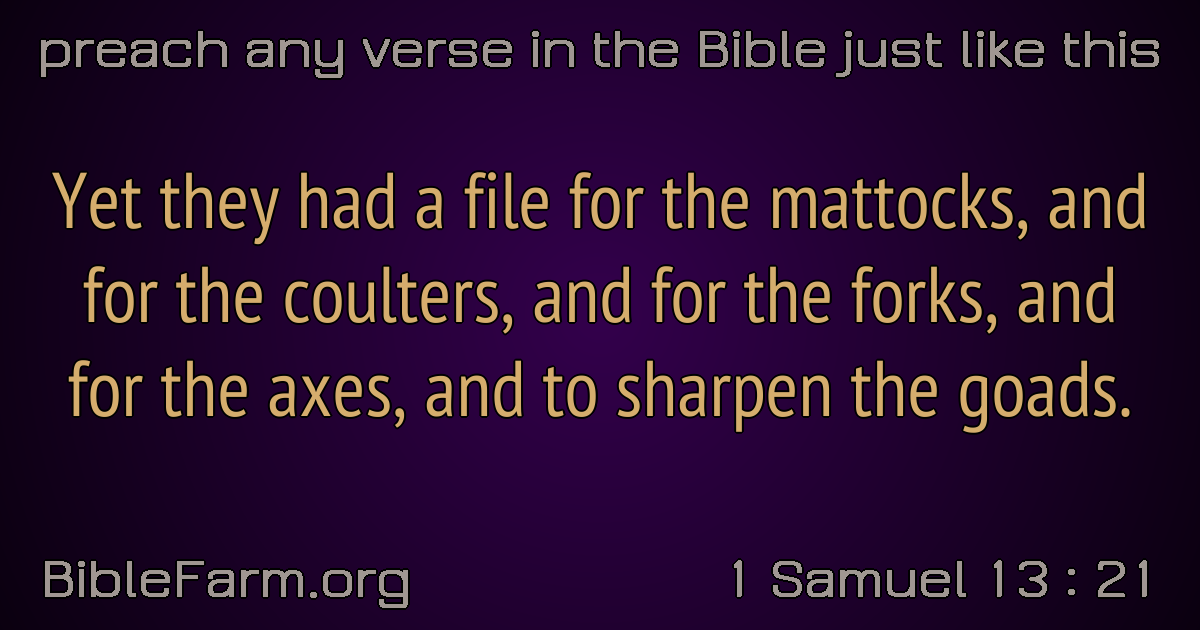 preach any verse in the Bible just like this
Yet they had a file for the mattocks, and
for the coulters, and for the forks, and
for the axes, and to sharpen the goads.
BibleFarm.org
1 Samuel 13 : 21